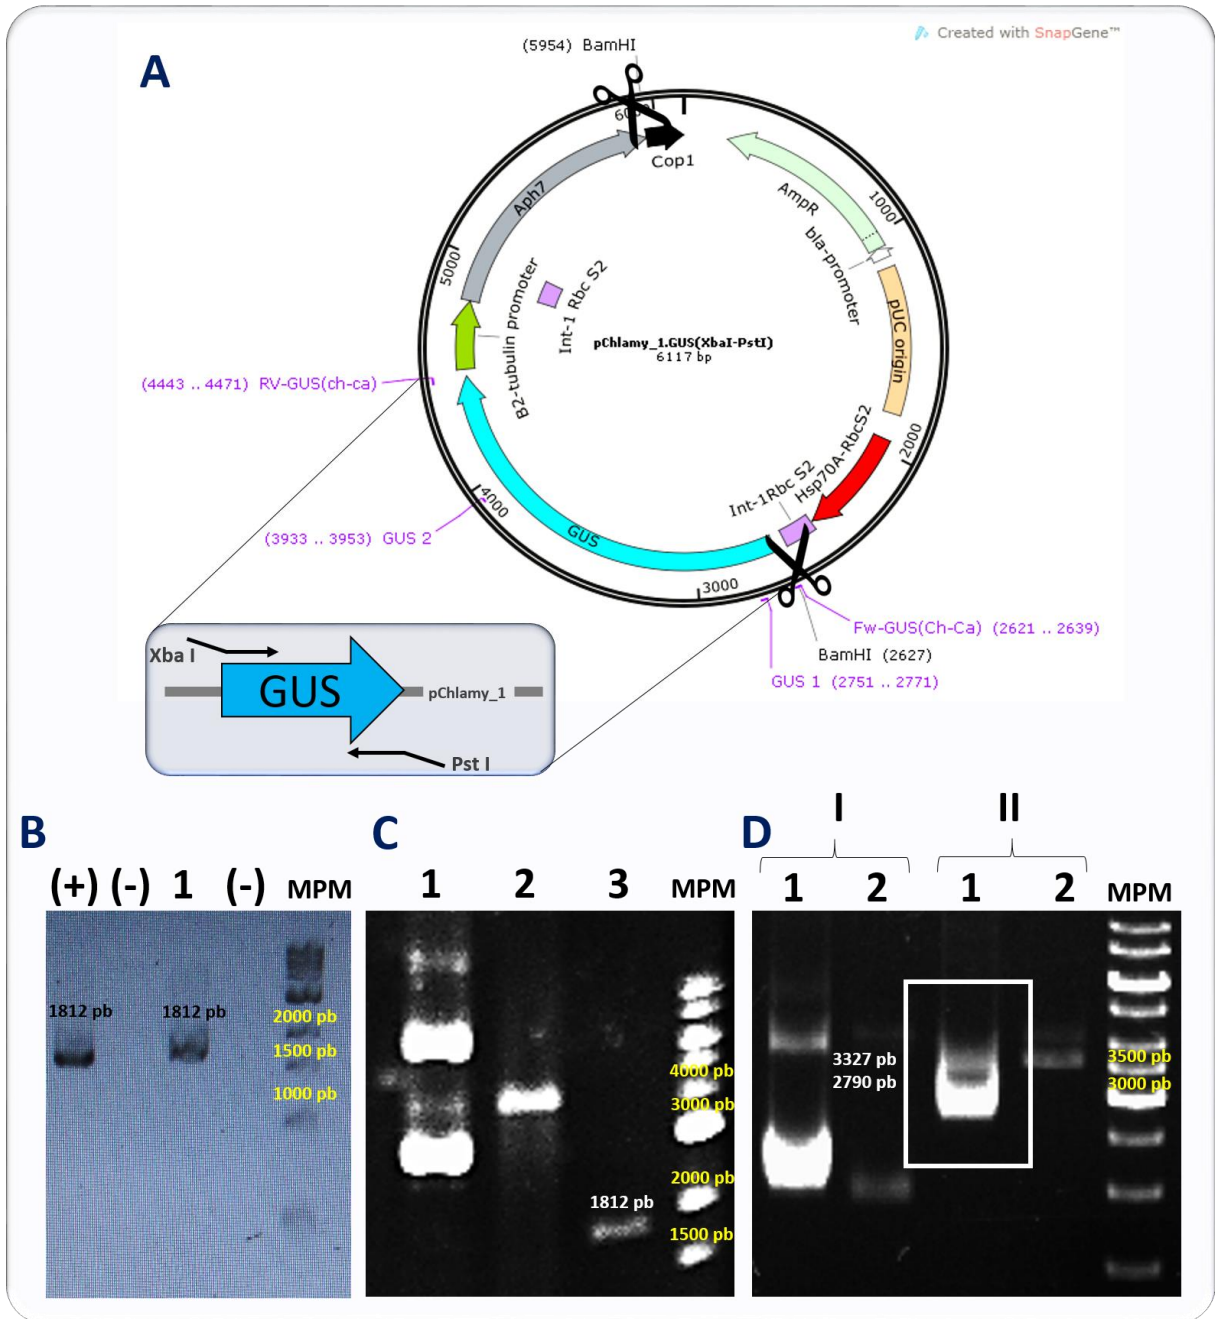 Created with SnapGene™
A
(5954) BamHI
6000
Cop1
Aph7
AmpR
1000
bla-promoter
5000
B2-tubulin promoter
Int-1 Rbc S2
pUC origin
pChlamy_1.GUS(XbaI-PstI)
6117 bp
(4443 .. 4471) RV-GUS(ch-ca)
2000
Hsp70A-RbcS2
Int-1Rbc S2
4000
(3933 .. 3953) GUS 2
GUS
3000
Fw-GUS(Ch-Ca) (2621 .. 2639)
BamHI (2627)
GUS 1 (2751 .. 2771)
Xba I
GUS
pChlamy_1
Pst I
B
(+) (-) 1 (-) MPM
1812 pb 1812 pb
2000 pb
1500 pb
1000 pb
C
1 2 3 MPM
4000 pb
3000 pb
2000 pb
1812 pb
1500 pb
D
I II
1 2 1 2 MPM
3327 pb
2790 pb
3500 pb
3000 pb